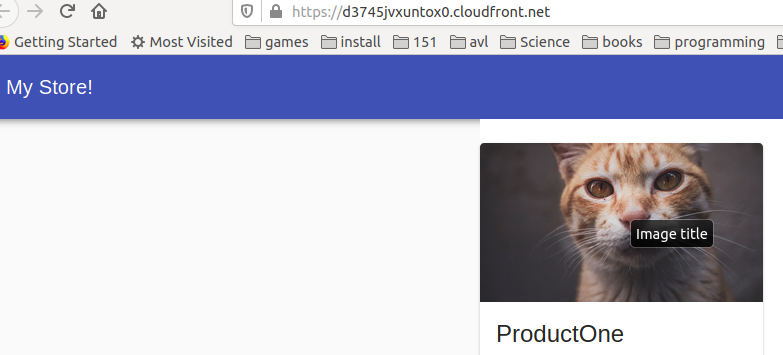 https://d3745jvxuntox0.cloudfront.net
Getting Started Most Visited games install 151 avl Science books programming
My Store!
Image title
ProductOne